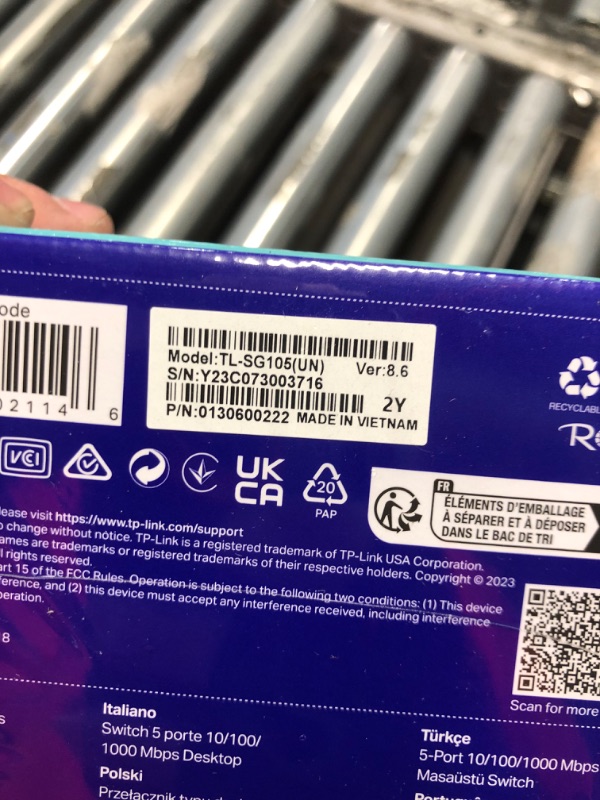 ode
02114 6
Model:TL-SG105(UN) Ver:8.6
S/N:Y23C073003716
2Y
P/N:0130600222 MADE IN VIETNAM
RECYCLABL
R
VCI
UK
CA
20
PAP
FR
ÉLÉMENTS D'EMBALLAGE
À SÉPARER ET À DÉPOSER
DANS LE BAC DE TRI
ease visit https://www.tp-link.com/support
o change without notice. TP-Link is a registered trademark of TP-Link USA Corporation.
ames are trademarks or registered trademarks of their respective holders. Copyright © 2023
l rights reserved.
art 15 of the FCC Rules. Operation is subject to the following two conditions: (1) This device
ference, and (2) this device must accept any interference received, including interference
peration.
18
Scan for more
s
Italiano
Switch 5 porte 10/100/
1000 Mbps Desktop
Polski
Türkçe
5-Port 10/100/1000 Mbps
Masaüstü Switch